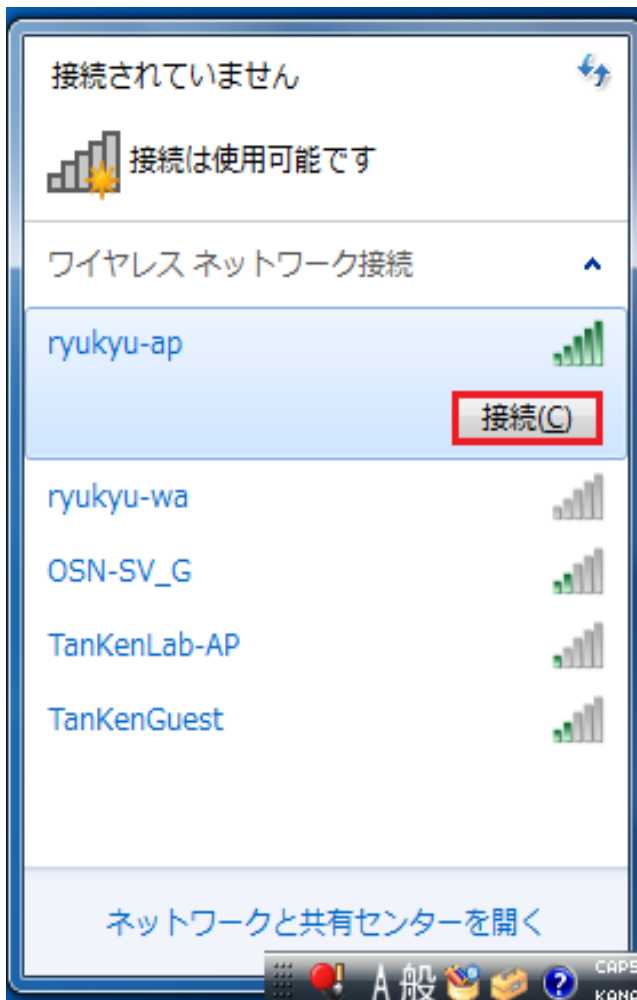 接続されていません
接続は使用可能です
ワイヤレス ネットワーク接続
ryukyu-ap
接続(C)
ryukyu-wa
OSN-SV_G
TanKenLab-AP
TanKenGuest
ネットワークと共有センターを開く
A 般